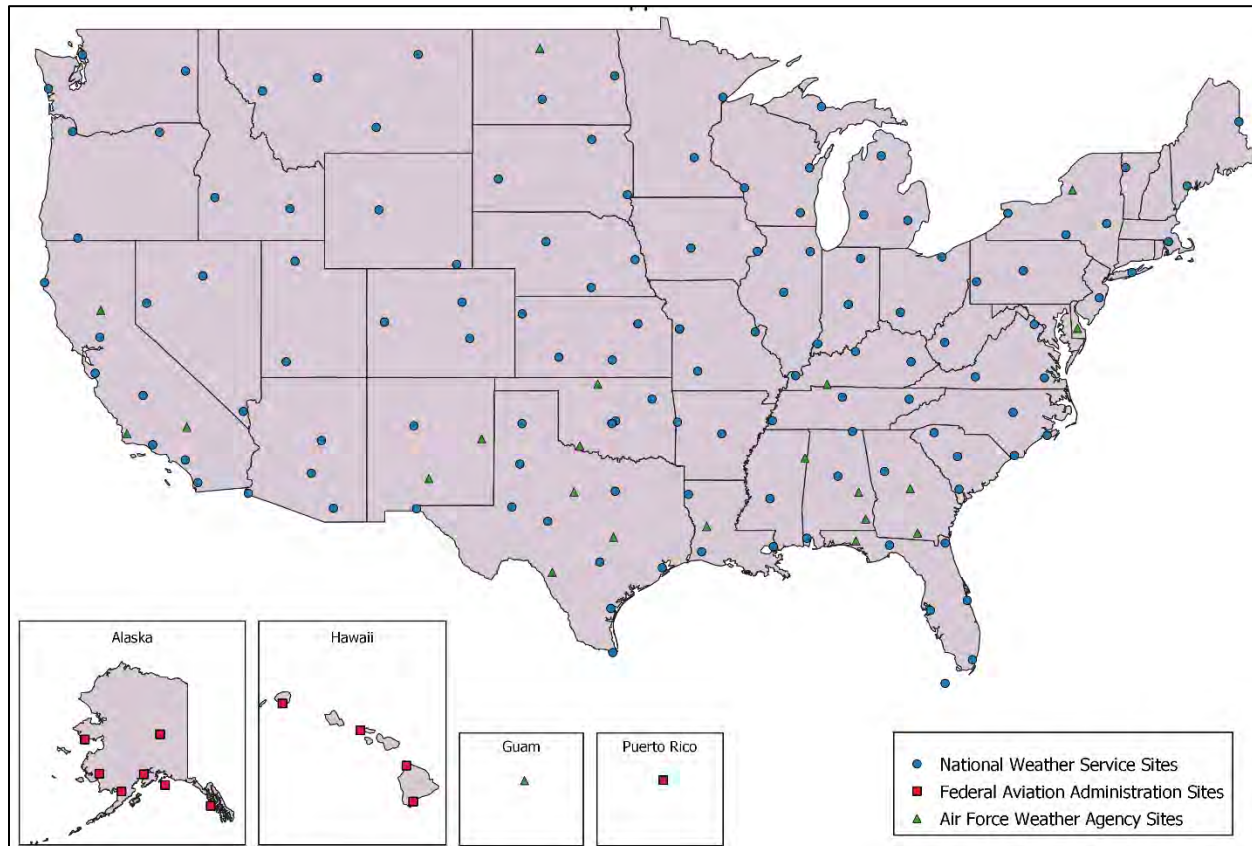 Alaska
Hawaii
Guam
Puerto Rico
National Weather Service Sites
Federal Aviation Administration Sites
Air Force Weather Agency Sites